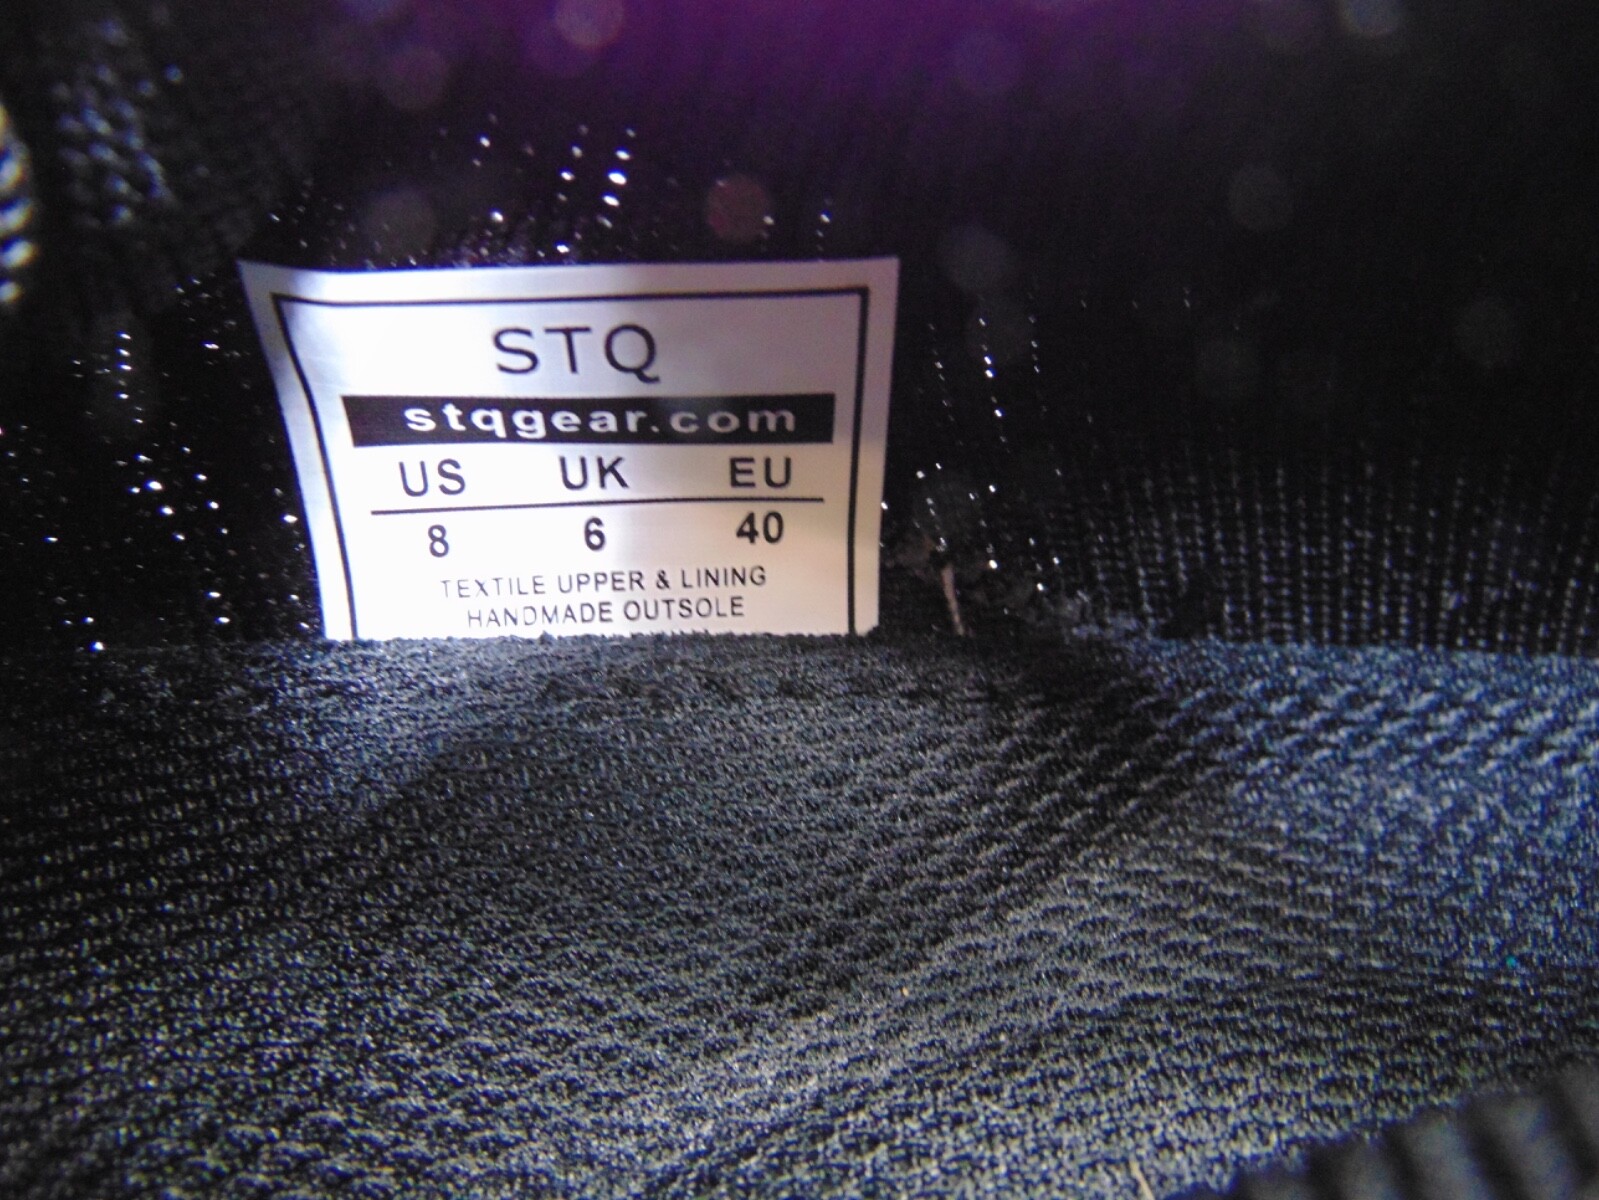 STQ
stqgear.com
US UK EU
8 6 40
TEXTILE UPPER & LINING
HANDMADE OUTSOLE